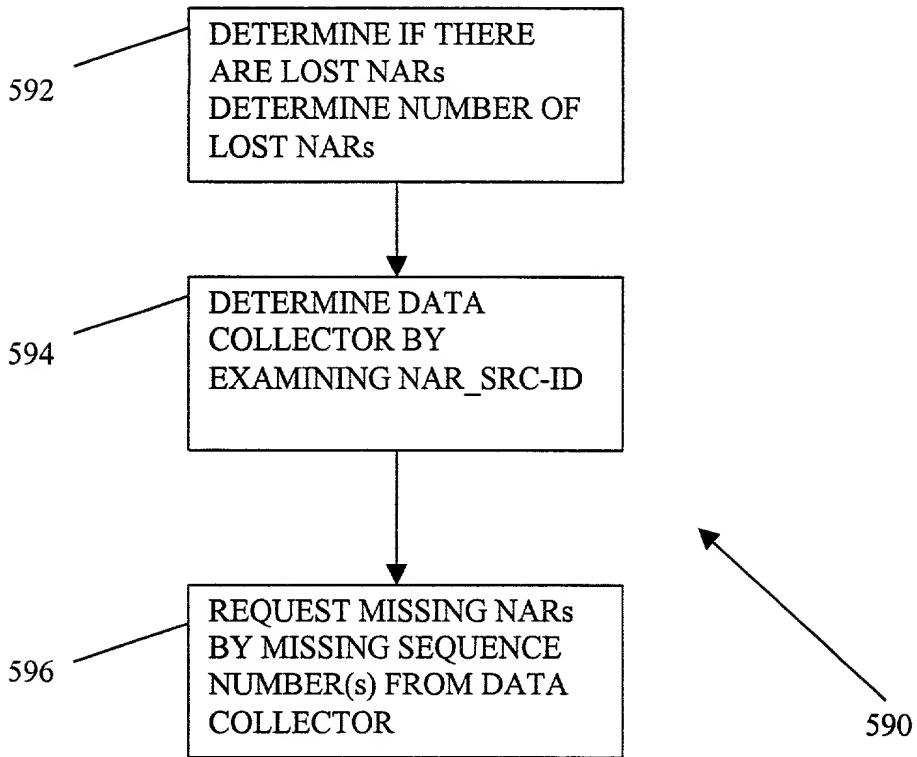 592
DETERMINE IF THERE
ARE LOST NARs
DETERMINE NUMBER OF
LOST NARs
594
DETERMINE DATA
COLLECTOR BY
EXAMINING NAR_SRC-ID
596
REQUEST MISSING NARs
BY MISSING SEQUENCE
NUMBER(s) FROM DATA
COLLECTOR
590